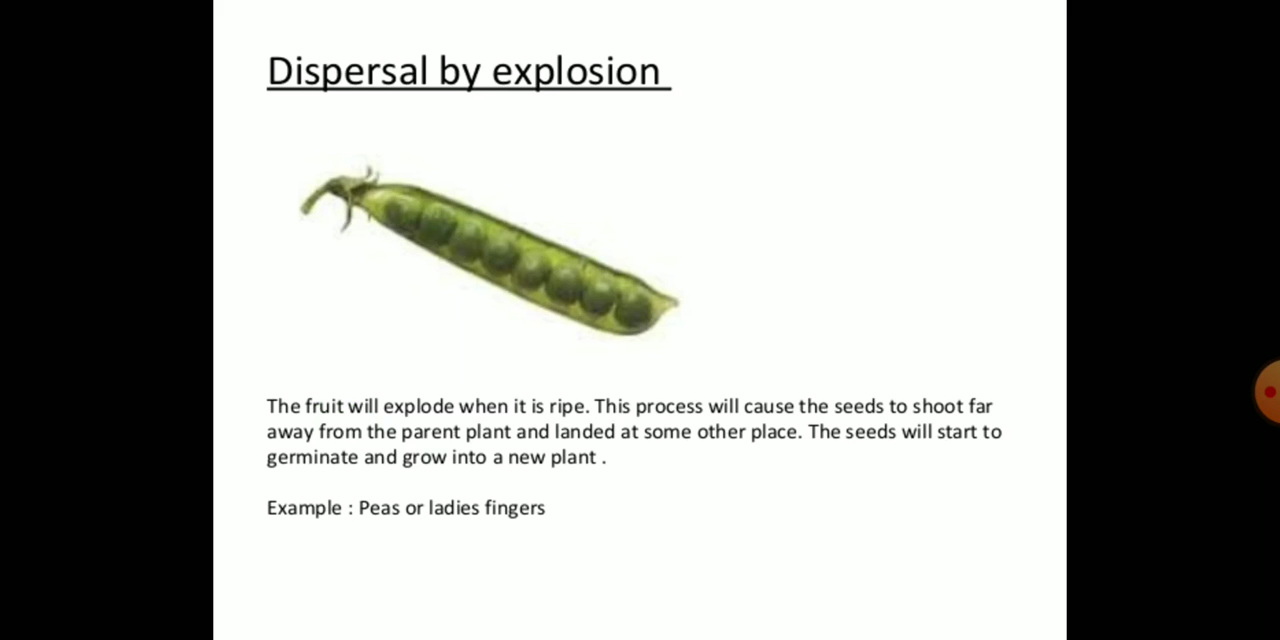 Dispersal by explosion
The fruit will explode when it is ripe. This process will cause the seeds to shoot far
away from the parent plant and landed at some other place. The seeds will start to
germinate and grow into a new plant .
Example : Peas or ladies fingers